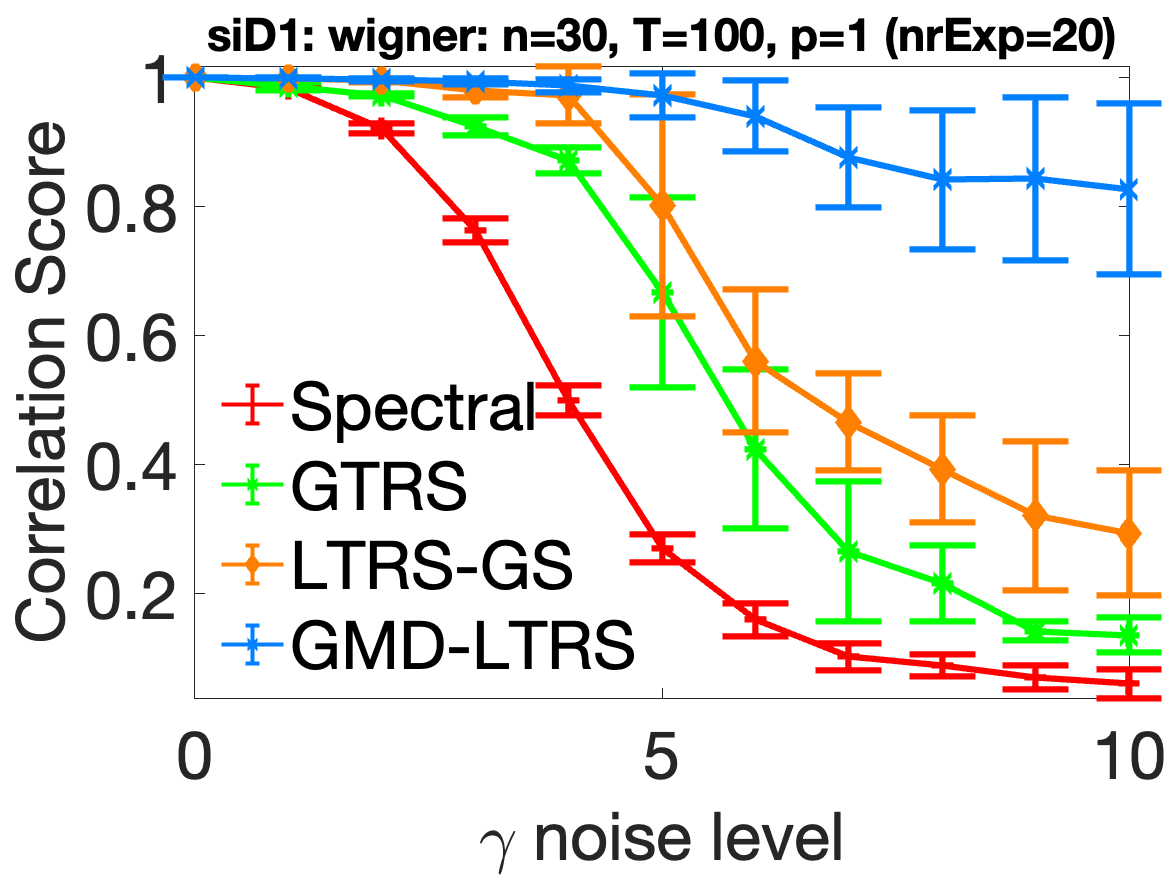 siD1: wigner: n=30, T=100, p=1 (nrExp=20)
Correlation Score
1
0.8
0.6
0.4
0.2
Spectral
GTRS
LTRS-GS
GMD-LTRS
0 5 10
γ noise level